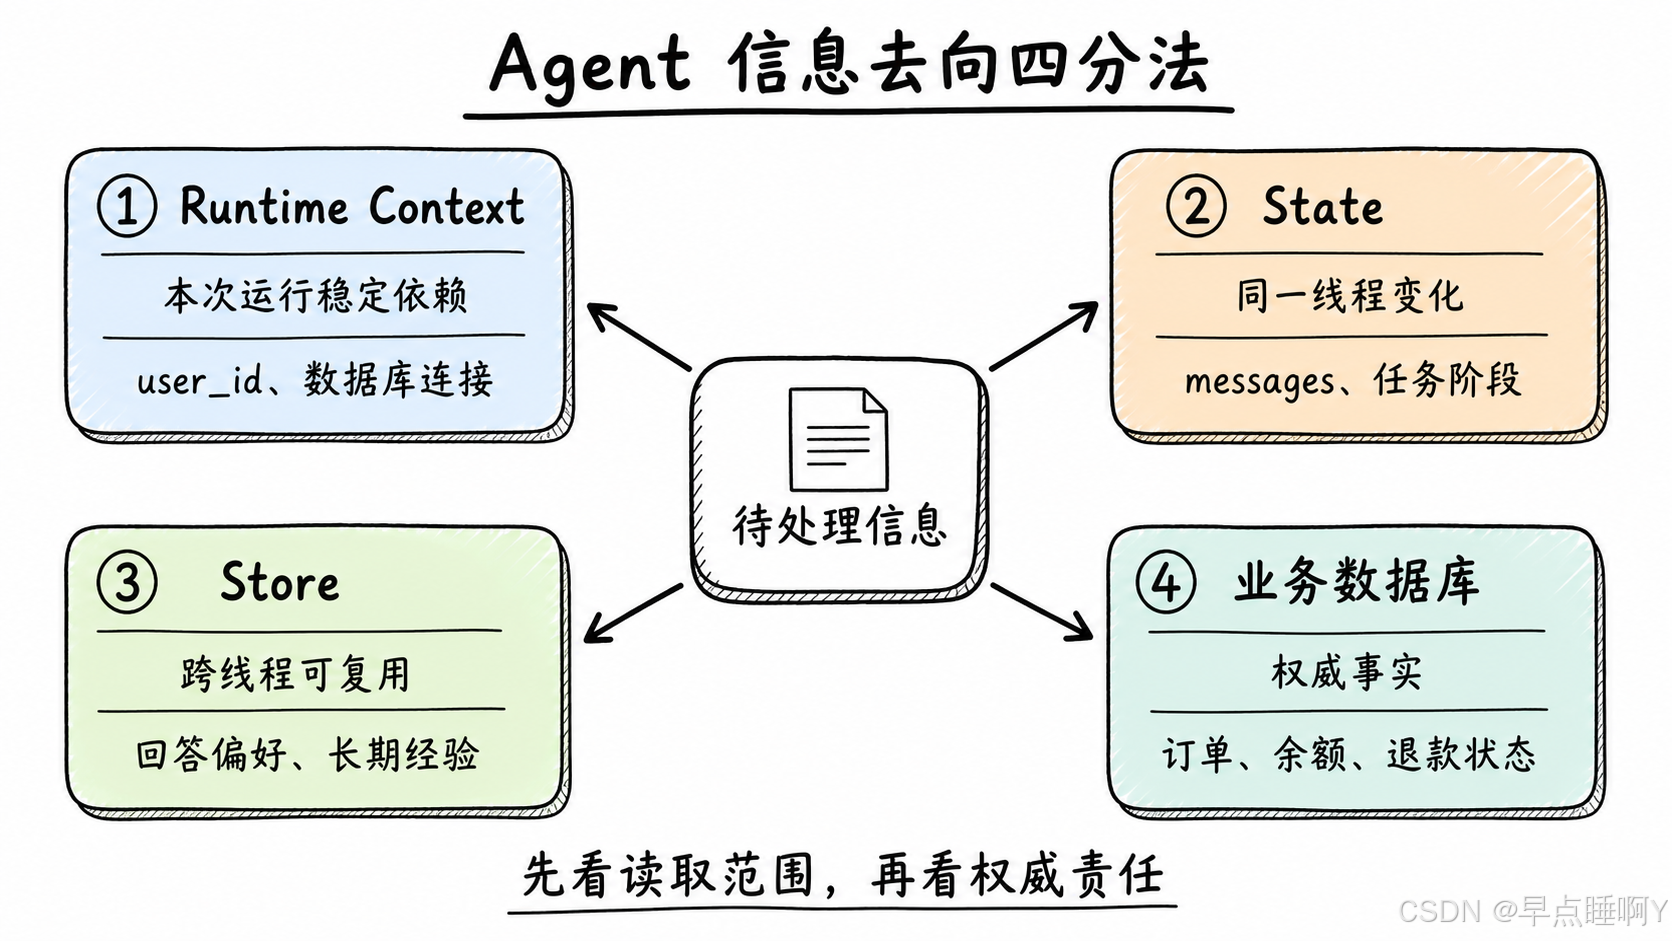 Agent 信息去向四分法
① Runtime Context
本次运行稳定依赖
user_id、数据库连接
② State
同一线程变化
messages、任务阶段
待处理信息
③ Store
跨线程可复用
回答偏好、长期经验
④ 业务数据库
权威事实
订单、余额、退款状态
先看读取范围，再看权威责任
CSDN @早点睡啊Y